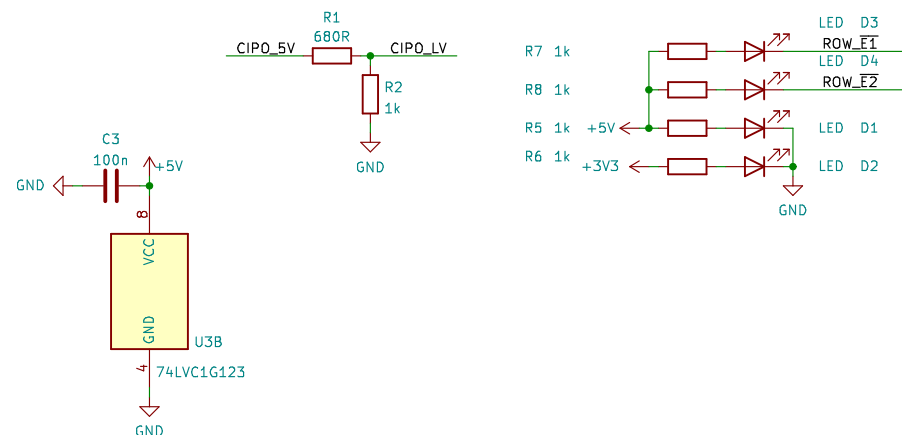 R1
680R
CIPO_5V CIPO_LV
R2
1k
GND
LED D3
R7 1k ROW_E1
LED D4
R8 1k ROW_E2
R5 1k +5V LED D1
R6 1k +3V3 LED D2
GND
C3
100n
+5V
GND
8
VCC
GND
U3B
4 74LVC1G123
GND